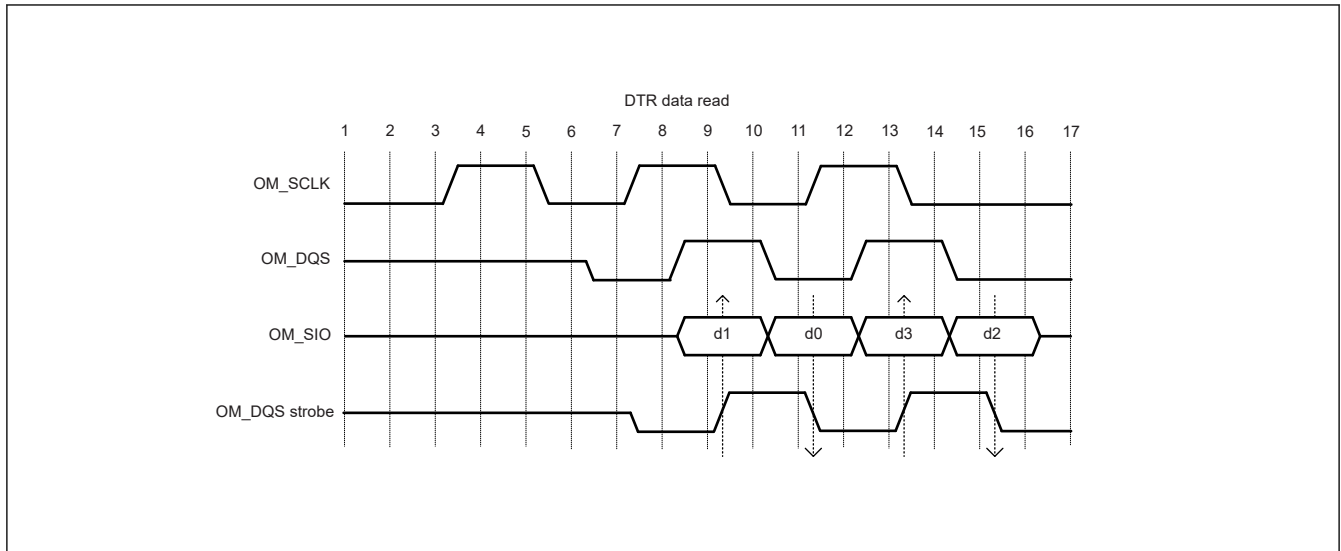 DTR data read
1 2 3 4 5 6 7 8 9 10 11 12 13 14 15 16 17
OM_SCLK
OM_DQS
OM_SIO d1 d0 d3 d2
OM_DQS strobe